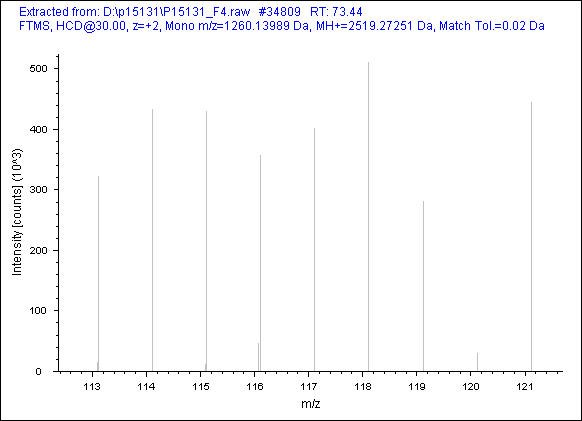 Extracted from: D:\p15131\P15131_F4.raw #34809 RT: 73.44
FTMS, HCD@30.00, z=+2, Mono m/z=1260.13989 Da, MH+=2519.27251 Da, Match Tol.=0.02 Da
Intensity [counts] (10^3)
500
400
300
200
100
0
113 114 115 116 117 118 119 120 121
m/z